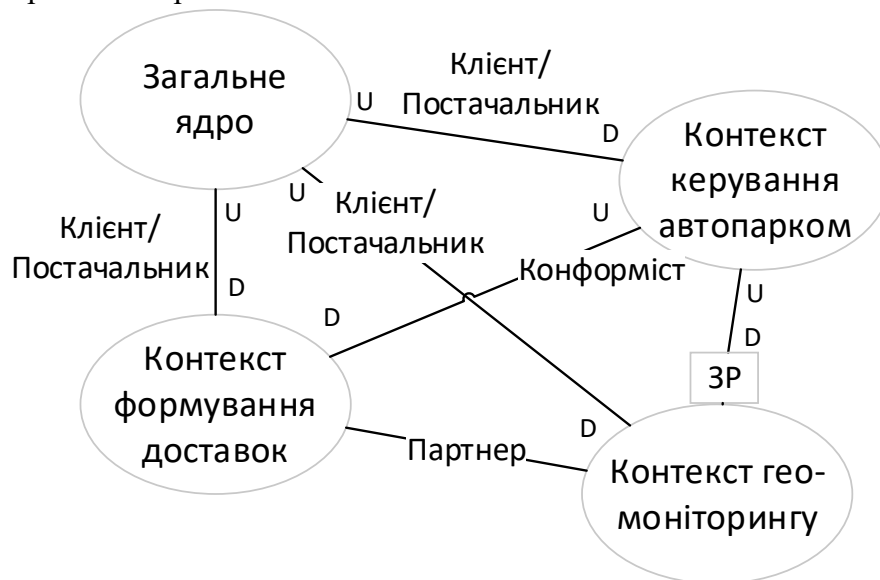 Загальне
ядро
Клієнт/
Постачальник
U
D
Контекст
керування
автопарком
U
Клієнт/
Постачальник
U
Клієнт/
Постачальник
U
D
U
Конформіст
D
U
D
ЗР
Контекст
формування
доставок
Партнер
D
Контекст гео-
моніторингу